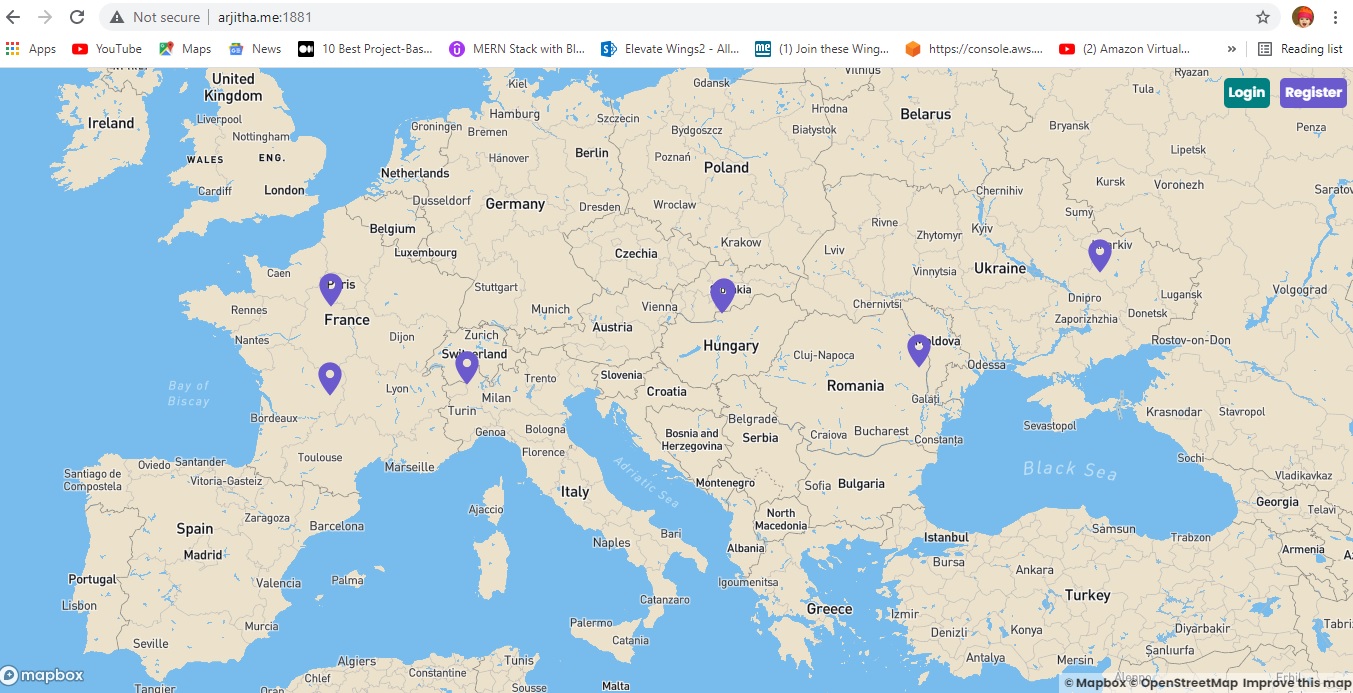 Not secure arjitha.me:1881
Apps YouTube Maps News 10 Best Project-Bas... MERN Stack with Bl... Elevate Wings2 - All... (1) Join these Wing... https://console.aws.... (2) Amazon Virtual... » Reading list
Login Register
United
Kingdom
Ireland
Liverpool
Nottingham
WALES ENG.
Cardiff
London
Kiel
Hamburg
Groningen
Bremen
Netherlands
Hanover
Berlin
Szczecin
Gdansk
Bydgoszcz
Poznań
Poland
Vilnius
Hrodna
Białystok
Belarus
Ryazan
Tula
Bryansk
Penza
Lipetsk
Dusseldorf
Germany
Dresden
Wroclaw
Belgium
Luxembourg
Czechia
Krakow
Chernihiv
Kursk
Voronezh
Sumy
Rivne
Kyiv
Zhytomyr
Lviv
Vinnytsia
Ukraine
Caen
Rennes
Nantes
France
Dijon
Stuttgart
Munich
Zurich
Vienna
Austria
Hungary
Chernivtsi
Dnipro
Zaporizhzhia
Donetsk
Luhansk
Volgograd
Rostov-on-Don
Bay of
Biscay
Bordeaux
Lyon
Turin
Milan
Trento
Slovenia
Croatia
Cluj-Napoca
Romania
Galați
Odessa
Genoa
Bologna
Florence
Bosnia and
Herzegovina
Belgrade
Serbia
Craiova
Bucharest
Constanța
Sevastopol
Krasnodar
Stavropol
Sochi
Vladikavkaz
Toulouse
Marseille
Santiago de
Compostela
Oviedo
Santander
Vitoria-Gasteiz
Adriatic Sea
Montenegro
Sofia
Bulgaria
Black Sea
Georgia
Telavi
Italy
Ajaccio
Spain
Zaragoza
Barcelona
Madrid
North
Macedonia
Albania
Bari
Naples
Istanbul
Bursa
Samsun
Trabzon
Armenia
Portugal
Lisbon
Valencia
Palma
Murcia
Seville
Igoumenitsa
Catanzaro
Greece
Ankara
Turkey
Izmir
Denizli
Konya
Antalya
Mersin
Diyarbakir
Şanlıurfa
Palermo
Catania
Algiers
Chlef
Constantine
Tunis
Sousse
Malta
Tangier
mapbox
© Mapbox © OpenStreetMap Improve this map